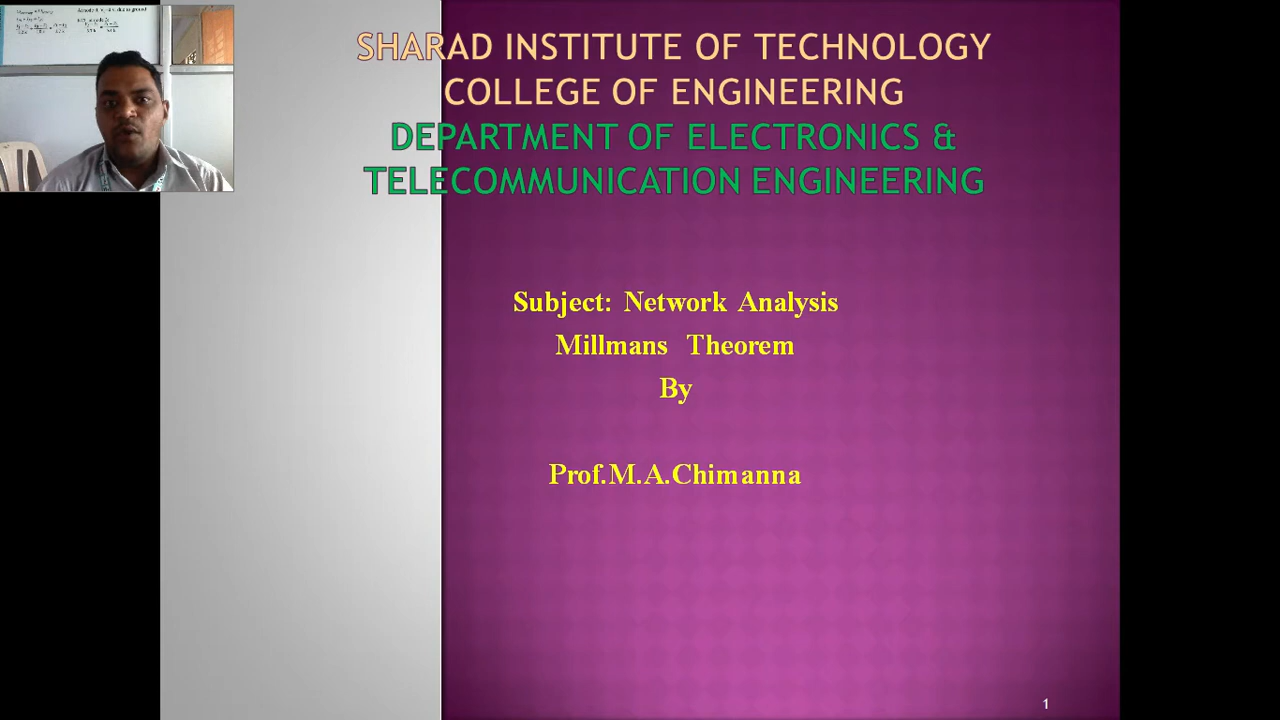 SHARAD INSTITUTE OF TECHNOLOGY
COLLEGE OF ENGINEERING
DEPARTMENT OF ELECTRONICS &
TELECOMMUNICATION ENGINEERING
Subject: Network Analysis
Millmans Theorem
By
Prof.M.A.Chimanna
1